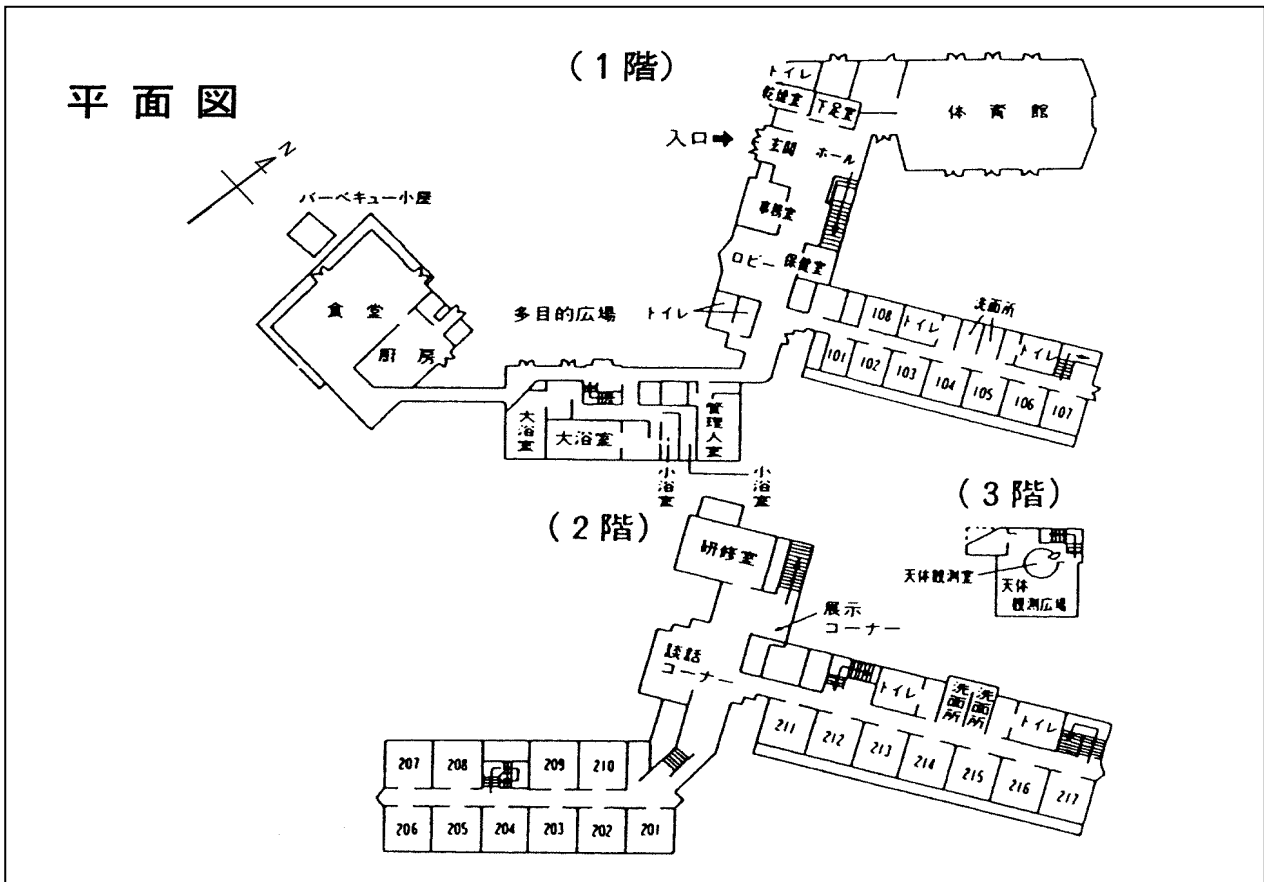 平面図
(1階)
トイレ
乾燥室
下足室
体育館
入口
玄関
ホール
N
バーベキュー小屋
事務室
ロビー
保健室
食堂
厨房
多目的広場
トイレ
洗面所
108
トイレ
トイレ
101
102
103
104
105
106
107
大浴室
大浴室
管理人室
小浴室
小浴室
(2階)
研修室
展示
コーナー
談話
コーナー
トイレ
洗面所
洗面所
トイレ
211
212
213
214
215
216
217
207
208
209
210
206
205
204
203
202
201
(3階)
天体観測室
天体
観測広場